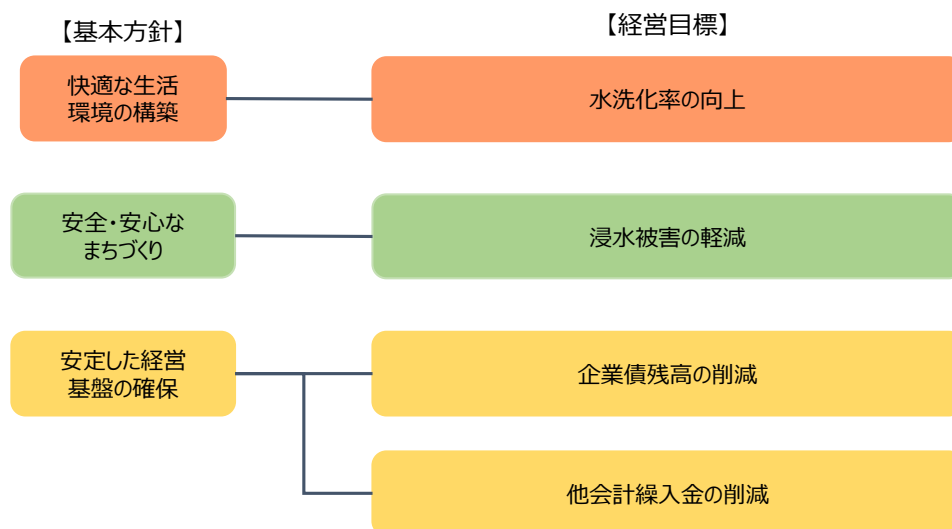 【基本方針】
【経営目標】
快適な生活
環境の構築
水洗化率の向上
安全・安心な
まちづくり
浸水被害の軽減
安定した経営
基盤の確保
企業債残高の削減
他会計繰入金の削減